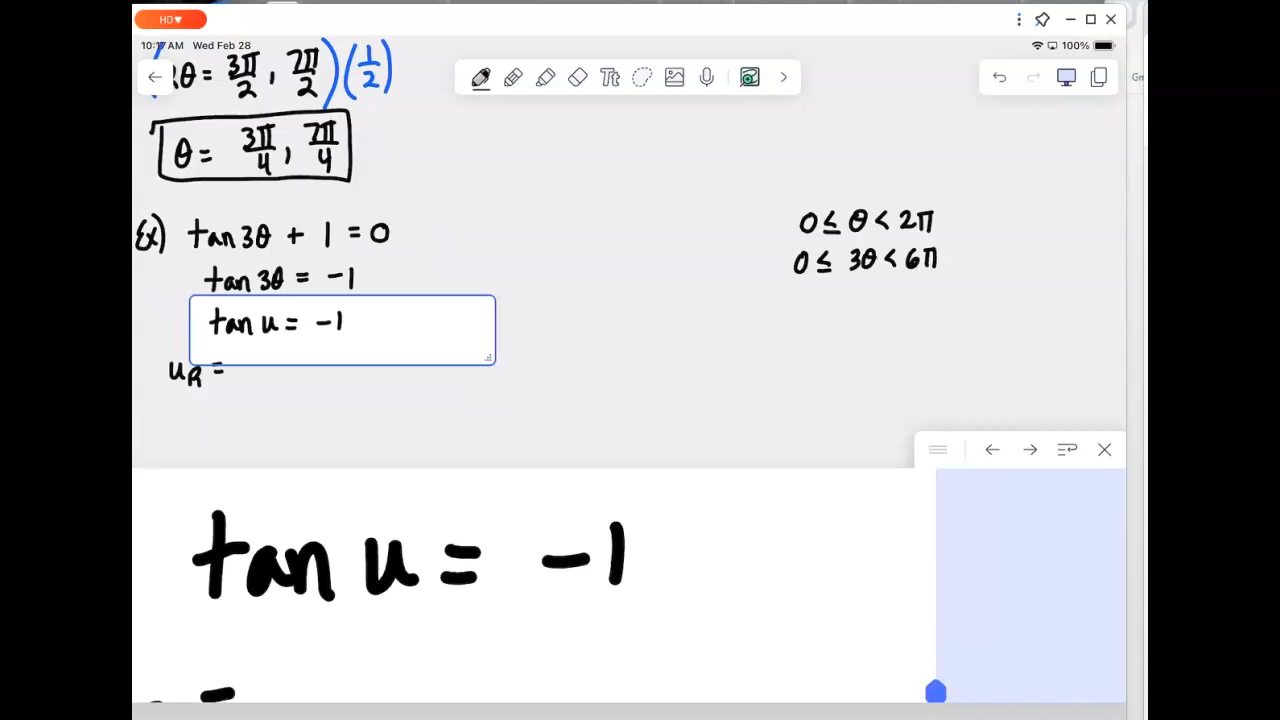 HD▼
10:17 AM Wed Feb 28
100%
2θ = 3π/2, 7π/2 ) (1/2)
Tt
θ = 3π/4, 7π/4
Ex) tan 3θ + 1 = 0
tan 3θ = -1
tan u = -1
u_R =
0 ≤ θ < 2π
0 ≤ 3θ < 6π
tan u = -1
=